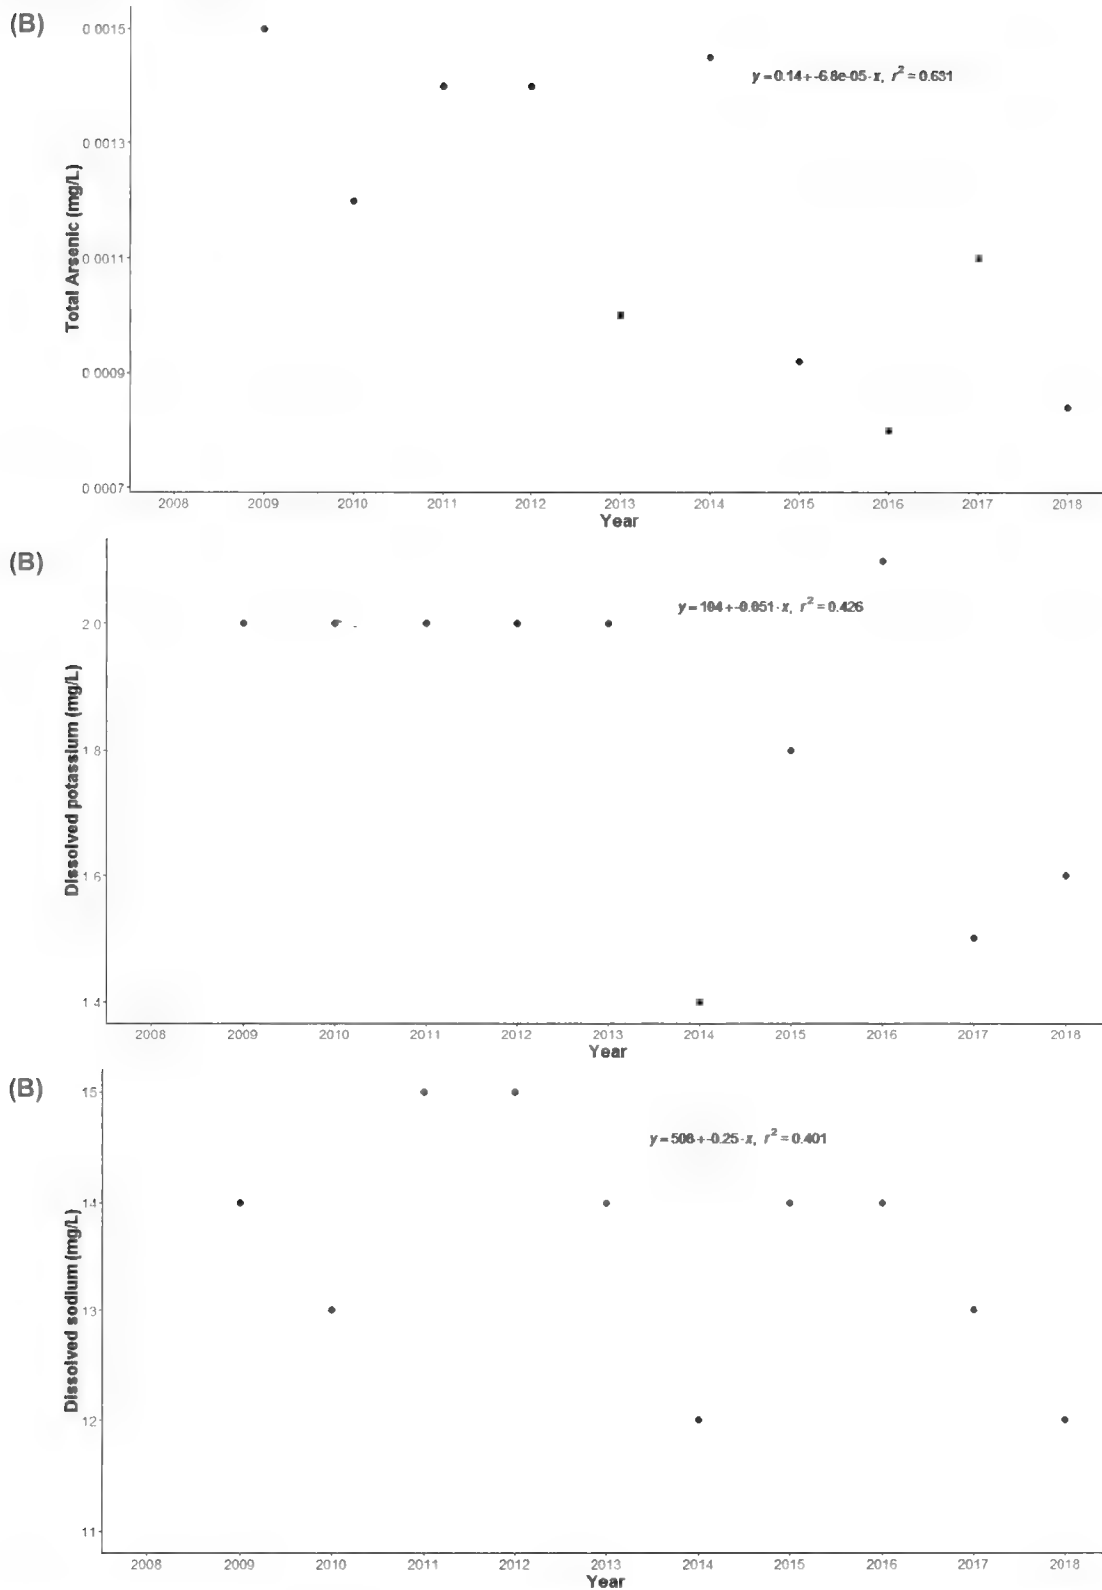 (B)
0.0015
y = 0.14 + -6.8e-05 · x, r² = 0.631
0.0013
Total Arsenic (mg/L)
0.0011
0.0009
0.0007
2008 2009 2010 2011 2012 2013 2014 2015 2016 2017 2018
Year
(B)
y = 104 + -0.051 · x, r² = 0.426
2.0
Dissolved potassium (mg/L)
1.8
1.6
1.4
2008 2009 2010 2011 2012 2013 2014 2015 2016 2017 2018
Year
(B)
15
y = 508 + -0.25 · x, r² = 0.401
14
Dissolved sodium (mg/L)
13
12
11
2008 2009 2010 2011 2012 2013 2014 2015 2016 2017 2018
Year